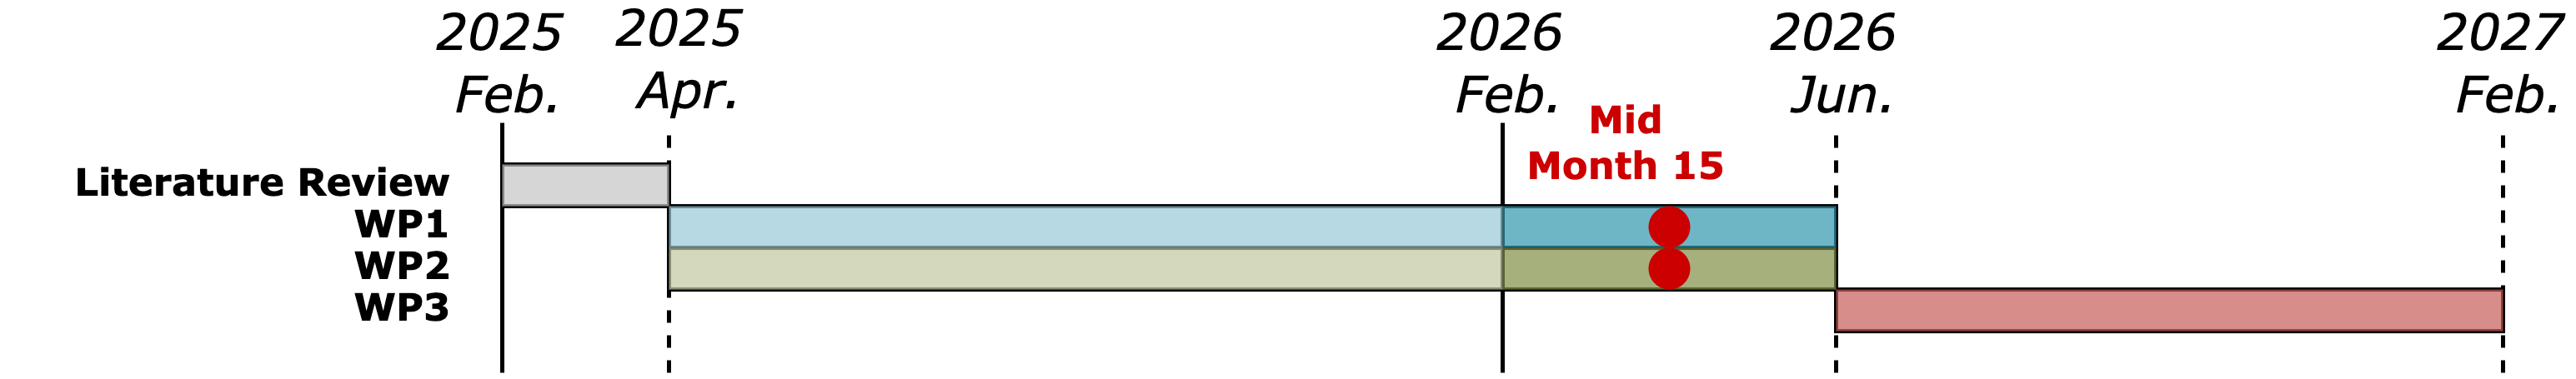 2025 2025 2026 2026 2027
Feb. Apr. Feb. Jun. Feb.
Mid
Month 15
Literature Review
WP1
WP2
WP3